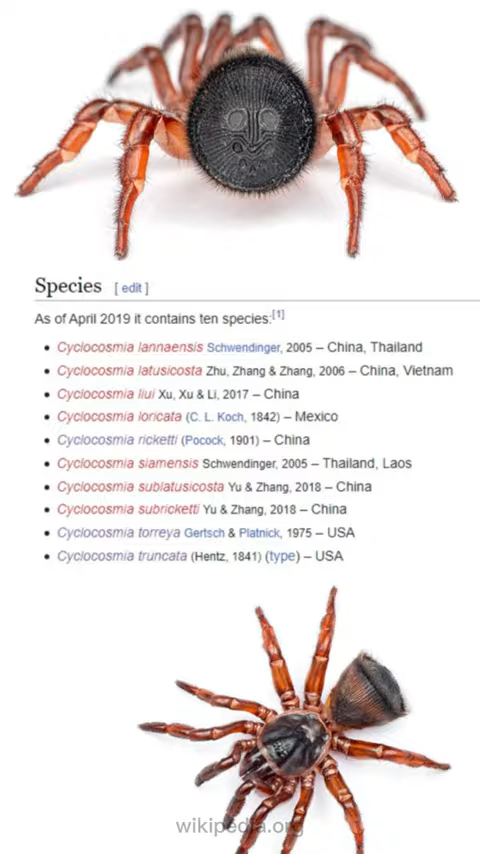 Species [ edit ]
As of April 2019 it contains ten species:[1]
• Cyclocosmia lannaensis Schwendinger, 2005 – China, Thailand
• Cyclocosmia latusicosta Zhu, Zhang & Zhang, 2006 – China, Vietnam
• Cyclocosmia liui Xu, Xu & Li, 2017 – China
• Cyclocosmia loricata (C. L. Koch, 1842) – Mexico
• Cyclocosmia ricketti (Pocock, 1901) – China
• Cyclocosmia siamensis Schwendinger, 2005 – Thailand, Laos
• Cyclocosmia sublatusicosta Yu & Zhang, 2018 – China
• Cyclocosmia subricketti Yu & Zhang, 2018 – China
• Cyclocosmia torreya Gertsch & Platnick, 1975 – USA
• Cyclocosmia truncata (Hentz, 1841) (type) – USA
wikipedia.org